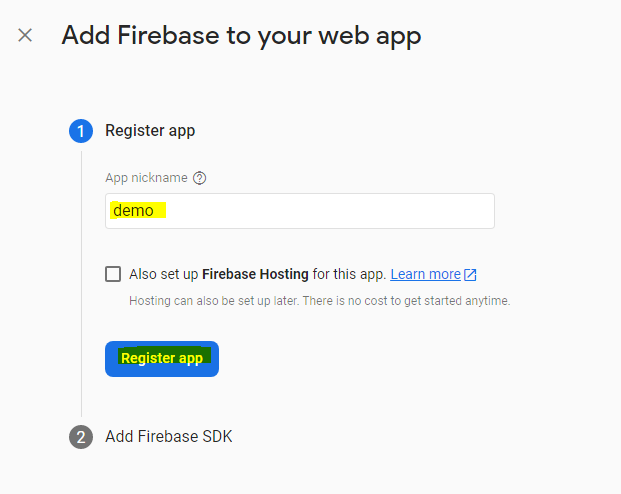 Add Firebase to your web app
1 Register app
App nickname
demo
Also set up Firebase Hosting for this app. Learn more
Hosting can also be set up later. There is no cost to get started anytime.
Register app
2 Add Firebase SDK